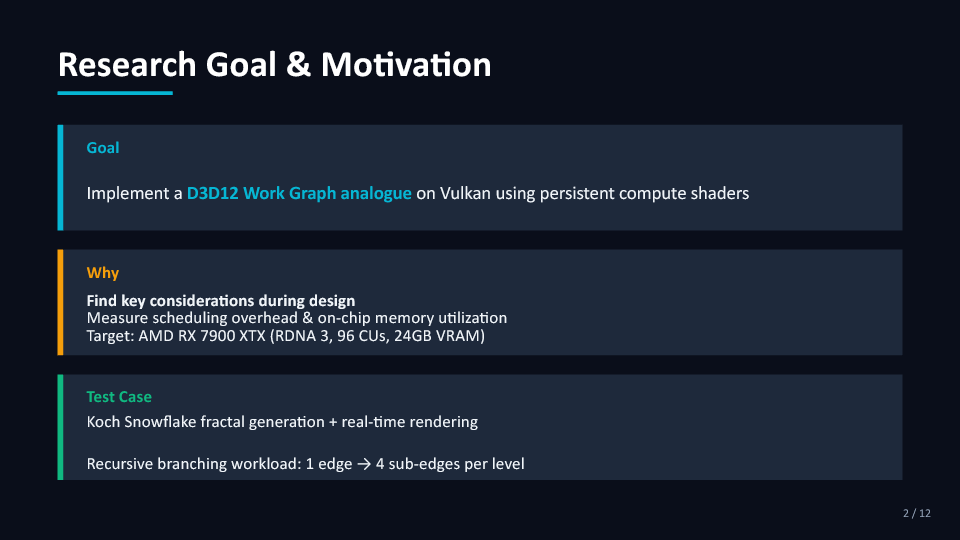 Research Goal & Motivation
Goal
Implement a D3D12 Work Graph analogue on Vulkan using persistent compute shaders
Why
Find key considerations during design
Measure scheduling overhead & on-chip memory utilization
Target: AMD RX 7900 XTX (RDNA 3, 96 CUs, 24GB VRAM)
Test Case
Koch Snowflake fractal generation + real-time rendering
Recursive branching workload: 1 edge → 4 sub-edges per level
2 / 12